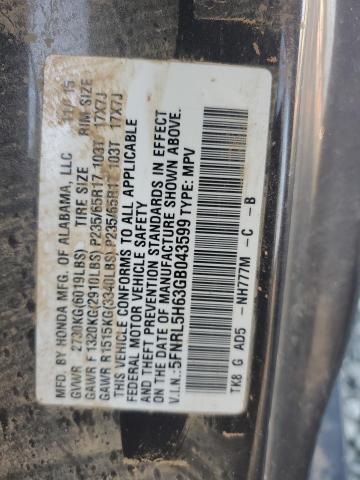 MFD. BY HONDA MFG. OF ALABAMA, LLC 11/15
GVWR 2730KG(6019LBS) TIRE SIZE RIM SIZE
GAWR F 1320KG(2910LBS) P235/65R17 103T 17X7J
GAWR R 1515KG(3340LBS) P235/65R17 103T 17X7J
THIS VEHICLE CONFORMS TO ALL APPLICABLE
FEDERAL MOTOR VEHICLE SAFETY
AND THEFT PREVENTION STANDARDS IN EFFECT
ON THE DATE OF MANUFACTURE SHOWN ABOVE.
V.I.N.: 5FNRL5H63GB043599 TYPE: MPV
TK8 G AD5 - NH777M - C - B